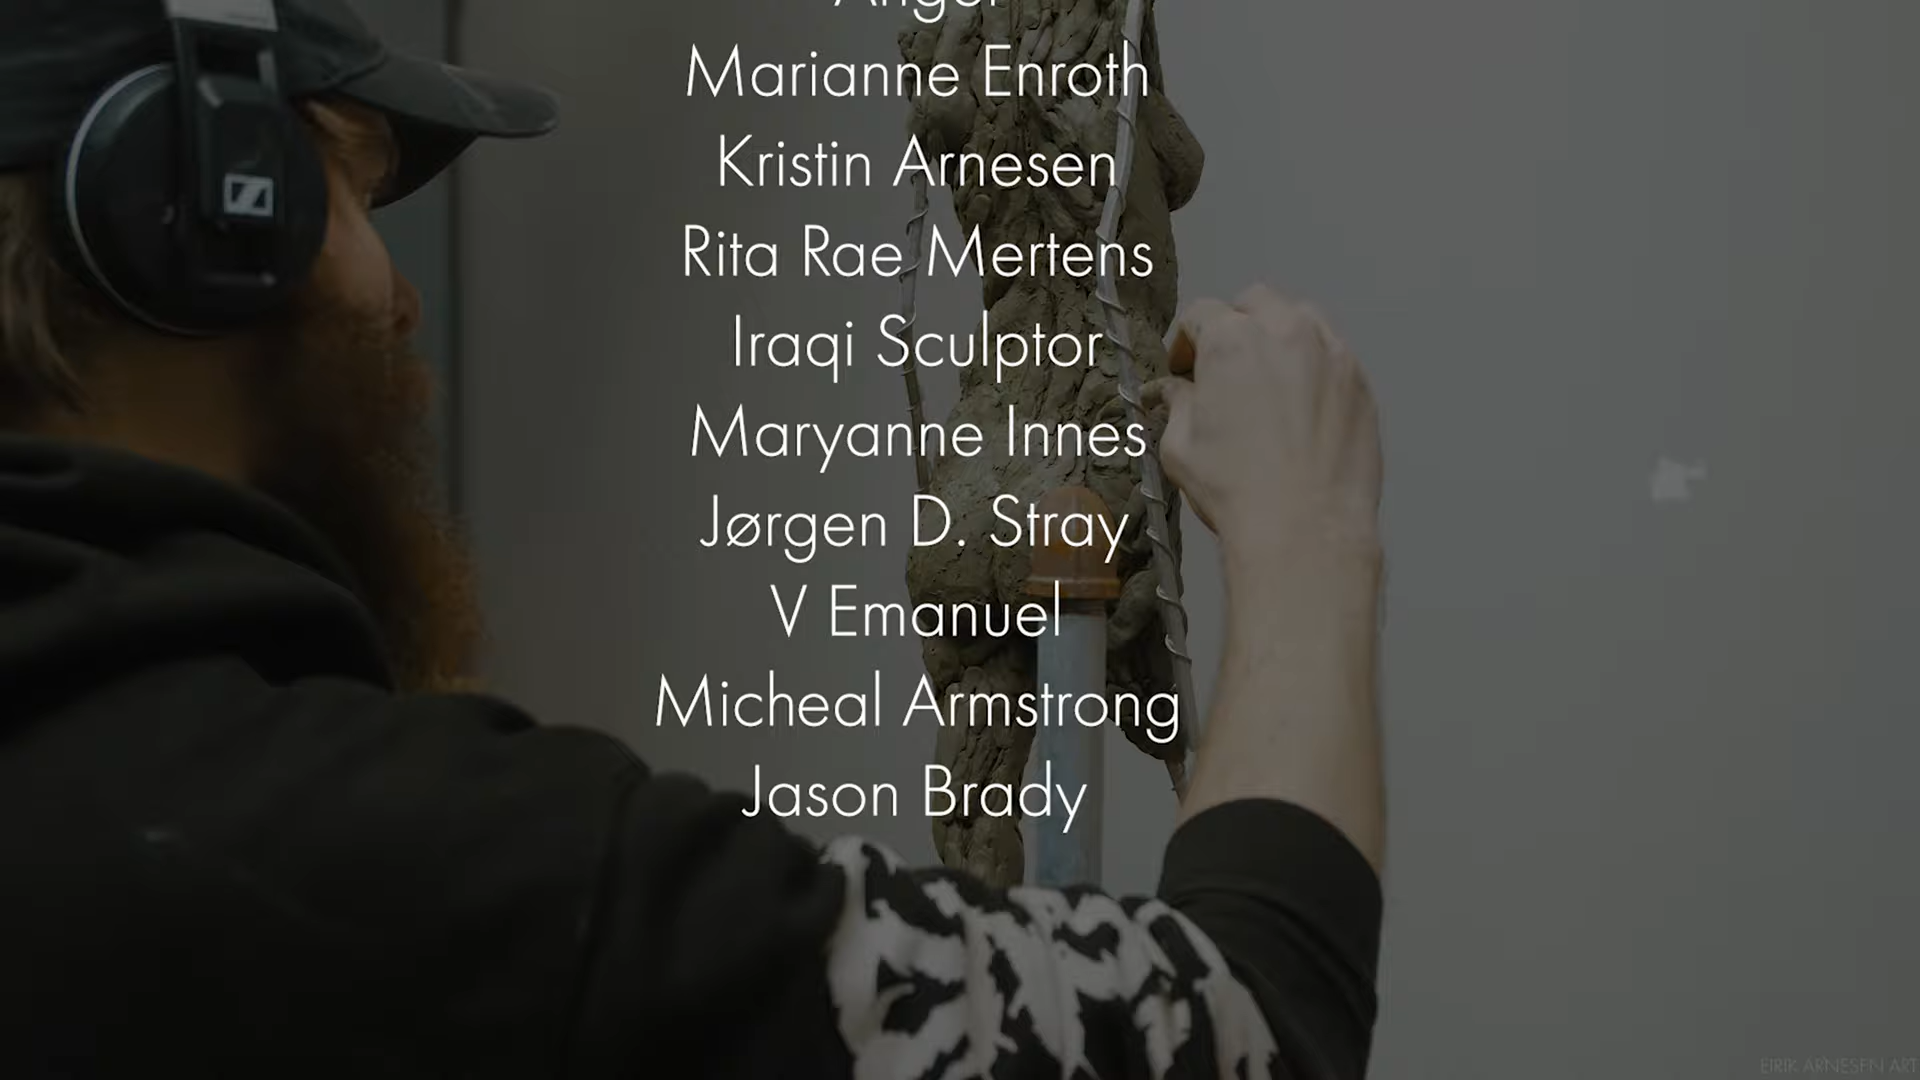 Angel
Marianne Enroth
Kristin Arnesen
Rita Rae Mertens
Iraqi Sculptor
Maryanne Innes
Jørgen D. Stray
V Emanuel
Micheal Armstrong
Jason Brady
EIRIK ARNESEN ART